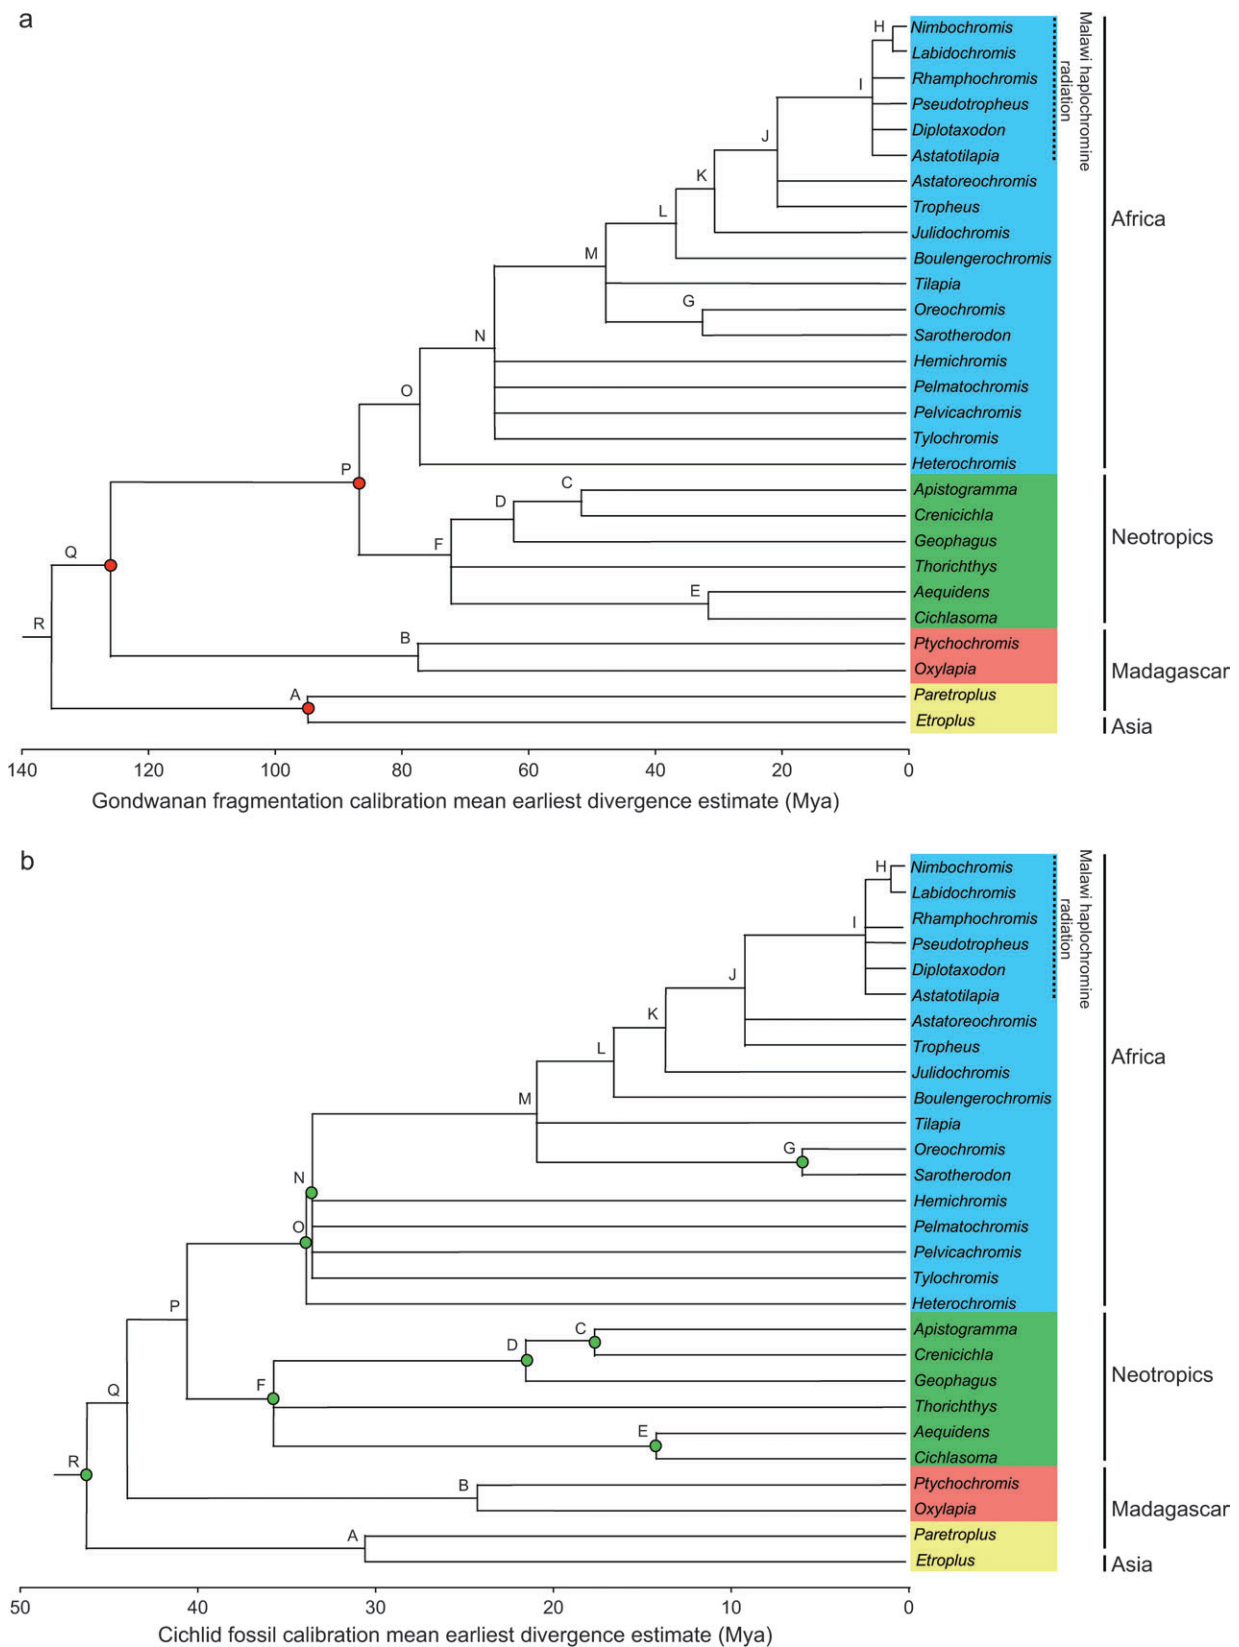 a
H
Nimbochromis
Labidochromis
I
Rhamphochromis
Pseudotropheus
Diplotaxodon
Astatotilapia
Malawi haplochromine
radiation
J
Astatoreochromis
K
Tropheus
Africa
L
Julidochromis
Boulengerochromis
M
Tilapia
G
Oreochromis
Sarotherodon
N
Hemichromis
O
Pelmatochromis
Pelvicachromis
Tylochromis
P
Heterochromis
C
Apistogramma
D
Crenicichla
F
Geophagus
Neotropics
Thorichthys
Q
E
Aequidens
Cichlasoma
R
B
Ptychochromis
Oxylapia
Madagascar
A
Paretroplus
Etroplus
Asia
140 120 100 80 60 40 20 0
Gondwanan fragmentation calibration mean earliest divergence estimate (Mya)
b
H
Nimbochromis
Labidochromis
I
Rhamphochromis
Pseudotropheus
Diplotaxodon
Astatotilapia
Malawi haplochromine
radiation
J
Astatoreochromis
K
Tropheus
Africa
L
Julidochromis
Boulengerochromis
M
Tilapia
G
Oreochromis
Sarotherodon
N
Hemichromis
O
Pelmatochromis
Pelvicachromis
Tylochromis
P
Heterochromis
C
Apistogramma
D
Crenicichla
F
Geophagus
Neotropics
Q
Thorichthys
E
Aequidens
Cichlasoma
R
B
Ptychochromis
Oxylapia
Madagascar
A
Paretroplus
Etroplus
Asia
50 40 30 20 10 0
Cichlid fossil calibration mean earliest divergence estimate (Mya)